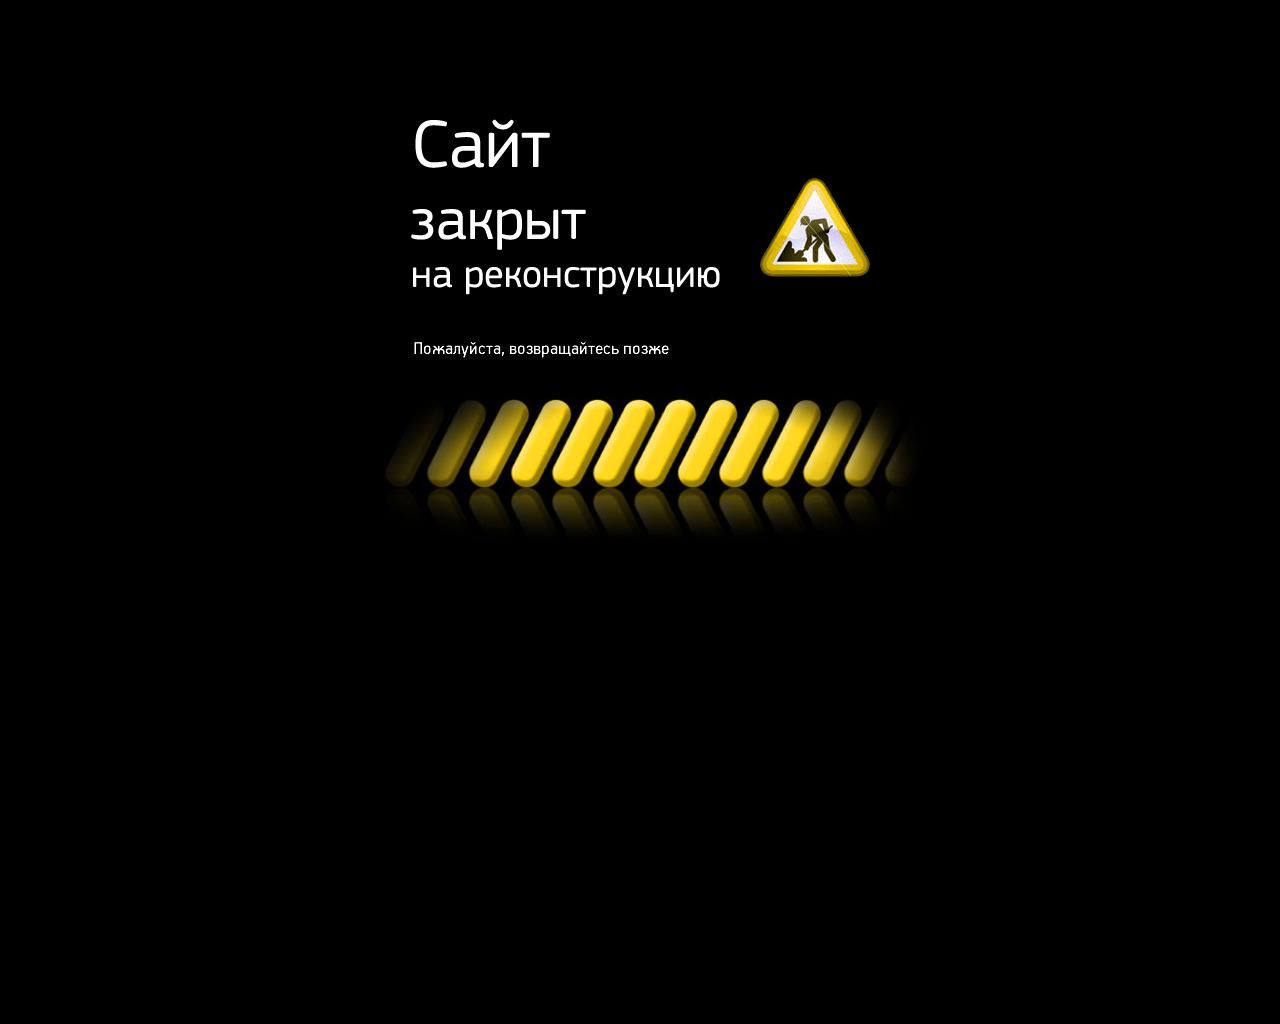 Сайт
закрыт
на реконструкцию
Пожалуйста, возвращайтесь позже